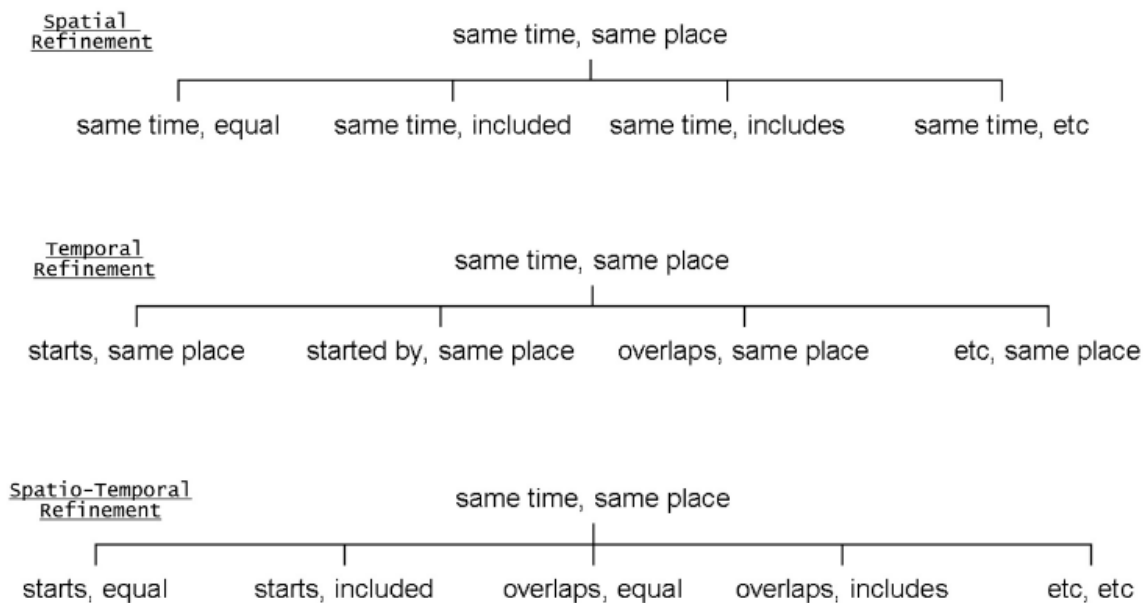 Spatial
Refinement
same time, same place
same time, equal
same time, included
same time, includes
same time, etc
Temporal
Refinement
same time, same place
starts, same place
started by, same place
overlaps, same place
etc, same place
Spatio-Temporal
Refinement
same time, same place
starts, equal
starts, included
overlaps, equal
overlaps, includes
etc, etc